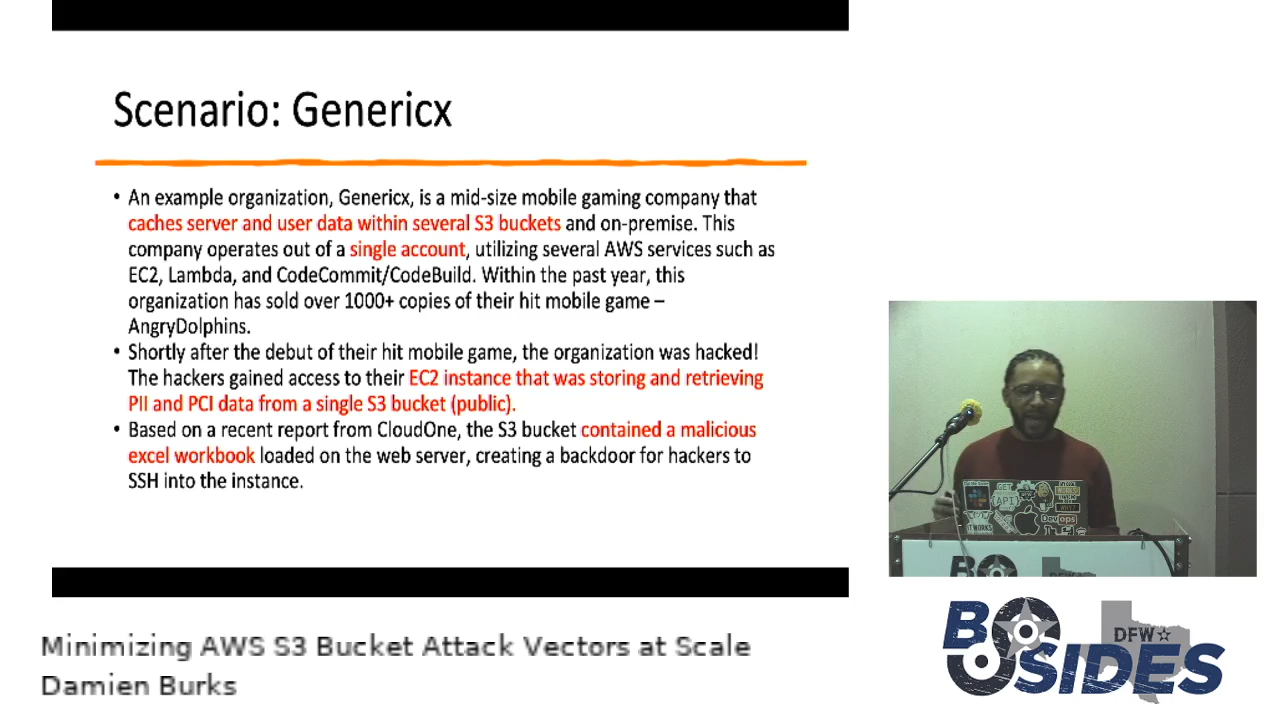 Scenario: Genericx
• An example organization, Genericx, is a mid-size mobile gaming company that
caches server and user data within several S3 buckets and on-premise. This
company operates out of a single account, utilizing several AWS services such as
EC2, Lambda, and CodeCommit/CodeBuild. Within the past year, this
organization has sold over 1000+ copies of their hit mobile game –
AngryDolphins.
• Shortly after the debut of their hit mobile game, the organization was hacked!
The hackers gained access to their EC2 instance that was storing and retrieving
PII and PCI data from a single S3 bucket (public).
• Based on a recent report from CloudOne, the S3 bucket contained a malicious
excel workbook loaded on the web server, creating a backdoor for hackers to
SSH into the instance.
GET
{API}
IT WORKS
Devops
Minimizing AWS S3 Bucket Attack Vectors at Scale
Damien Burks
BSIDES
DFW